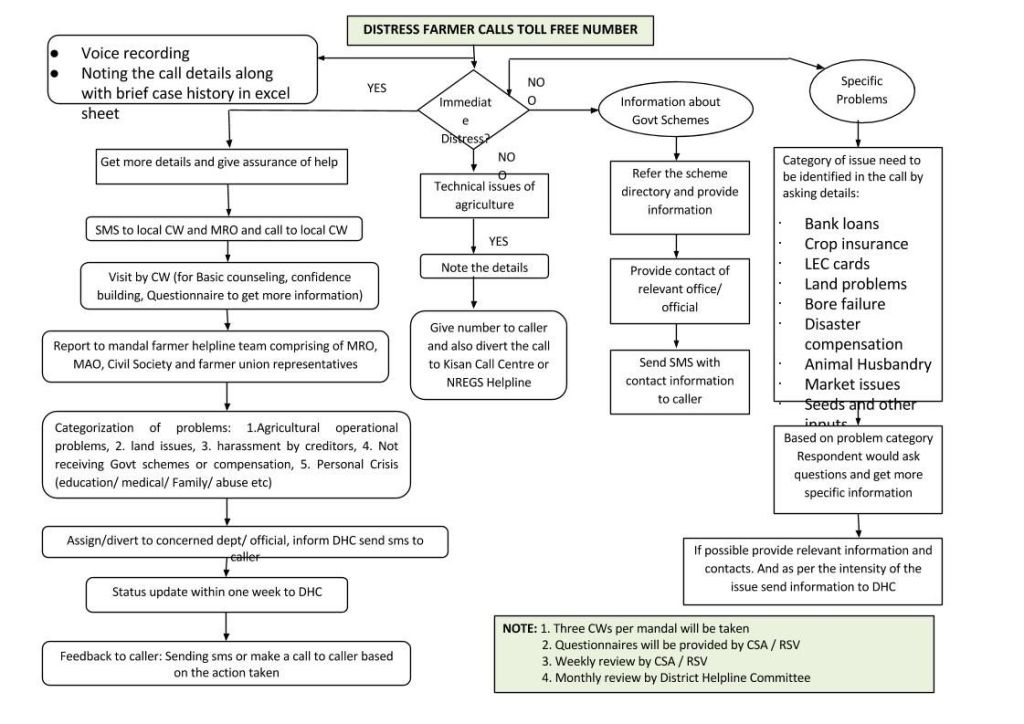 DISTRESS FARMER CALLS TOLL FREE NUMBER
● Voice recording
● Noting the call details along
with brief case history in excel
sheet
YES
Immediat
e
Distress?
NO
O
Information about
Govt Schemes
Specific
Problems
Get more details and give assurance of help
SMS to local CW and MRO and call to local CW
Visit by CW (for Basic counseling, confidence
building, Questionnaire to get more information)
Report to mandal farmer helpline team comprising of MRO,
MAO, Civil Society and farmer union representatives
Categorization of problems: 1.Agricultural operational
problems, 2. land issues, 3. harassment by creditors, 4. Not
receiving Govt schemes or compensation, 5. Personal Crisis
(education/ medical/ Family/ abuse etc)
Assign/divert to concerned dept/ official, inform DHC send sms to
caller
Status update within one week to DHC
Feedback to caller: Sending sms or make a call to caller based
on the action taken
NO
O
Technical issues of
agriculture
YES
Note the details
Give number to caller
and also divert the call
to Kisan Call Centre or
NREGS Helpline
Refer the scheme
directory and provide
information
Provide contact of
relevant office/
official
Send SMS with
contact information
to caller
Category of issue need to
be identified in the call by
asking details:
· Bank loans
· Crop insurance
· LEC cards
· Land problems
· Bore failure
· Disaster
compensation
· Animal Husbandry
· Market issues
· Seeds and other
inputs
Based on problem category
Respondent would ask
questions and get more
specific information
If possible provide relevant information and
contacts. And as per the intensity of the
issue send information to DHC
NOTE: 1. Three CWs per mandal will be taken
2. Questionnaires will be provided by CSA / RSV
3. Weekly review by CSA / RSV
4. Monthly review by District Helpline Committee